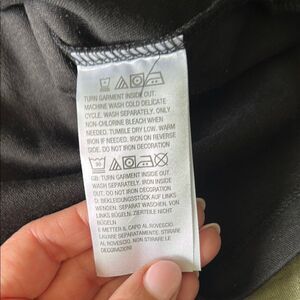 TURN GARMENT INSIDE OUT.
MACHINE WASH COLD DELICATE
CYCLE. WASH SEPARATELY. ONLY
NON-CHLORINE BLEACH WHEN
NEEDED. TUMBLE DRY LOW. WARM
IRON IF NEEDED. IRON ON REVERSE
SIDE. DO NOT IRON DECORATION
30
GB: TURN GARMENT INSIDE OUT.
WASH SEPARATELY. IRON INSIDE
OUT. DO NOT IRON DECORATION
D: BEKLEIDUNGSSTÜCK AUF LINKS
WENDEN. SEPARAT WASCHEN. VON
LINKS BÜGELN. ZIERTEILE NICHT
BÜGELN
METTER IL CAPO AL ROVESCIO.
LAVARE SEPARATAMENTE. STIRARE
AL ROVESCIO. NON STIRARE LE
DECORAZIONI